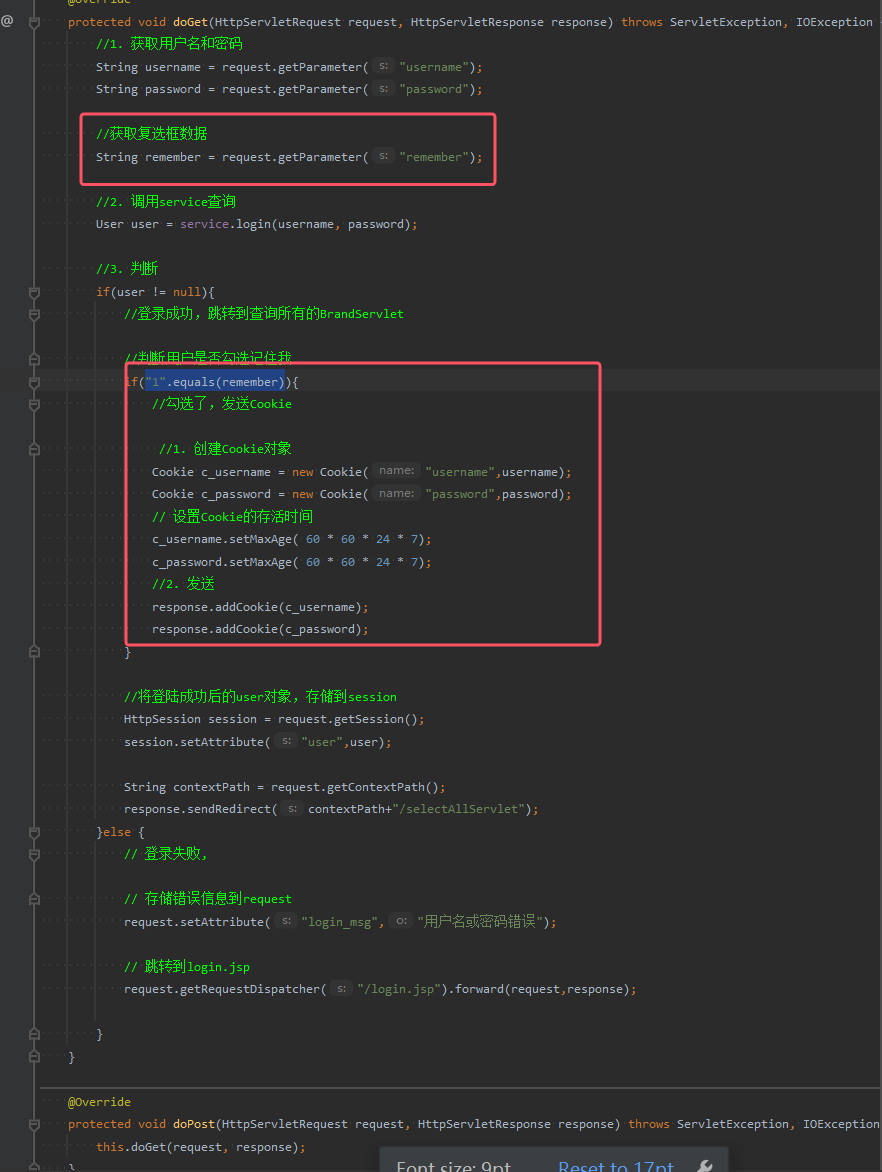 @Override
@ protected void doGet(HttpServletRequest request, HttpServletResponse response) throws ServletException, IOException
//1. 获取用户名和密码
String username = request.getParameter( s: "username");
String password = request.getParameter( s: "password");
//获取复选框数据
String remember = request.getParameter( s: "remember");
//2. 调用service查询
User user = service.login(username, password);
//3. 判断
if(user != null){
//登录成功，跳转到查询所有的BrandServlet
//判断用户是否勾选记住我
if("1".equals(remember)){
//勾选了，发送Cookie
//1. 创建Cookie对象
Cookie c_username = new Cookie( name: "username",username);
Cookie c_password = new Cookie( name: "password",password);
// 设置Cookie的存活时间
c_username.setMaxAge( 60 * 60 * 24 * 7);
c_password.setMaxAge( 60 * 60 * 24 * 7);
//2. 发送
response.addCookie(c_username);
response.addCookie(c_password);
}
//将登陆成功后的user对象，存储到session
HttpSession session = request.getSession();
session.setAttribute( s: "user",user);
String contextPath = request.getContextPath();
response.sendRedirect( s: contextPath+"/selectAllServlet");
}else {
// 登录失败,
// 存储错误信息到request
request.setAttribute( s: "login_msg", o: "用户名或密码错误");
// 跳转到login.jsp
request.getRequestDispatcher( s: "/login.jsp").forward(request,response);
}
}
@Override
protected void doPost(HttpServletRequest request, HttpServletResponse response) throws ServletException, IOException
this.doGet(request, response);
}
Font size: 9pt Reset to 17pt